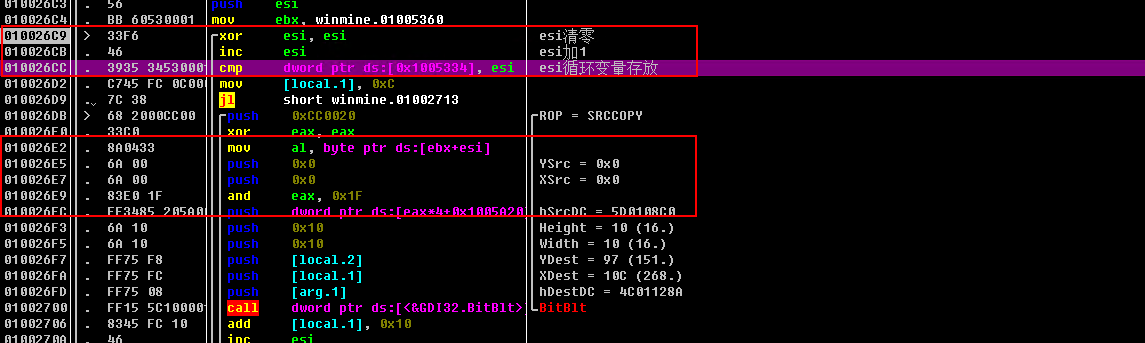 010026C3 . 56 push esi
010026C4 . BB 60530001 mov ebx, winmine.01005360
010026C9 > 33F6 xor esi, esi esi清零
010026CB . 46 inc esi esi加1
010026CC . 3935 34530001 cmp dword ptr ds:[0x1005334], esi esi循环变量存放
010026D2 . C745 FC 0C000 mov [local.1], 0xC
010026D9 . 7C 38 jl short winmine.01002713
010026DB > 68 2000CC00 push 0xCC0020 ROP = SRCCOPY
010026E0 . 33C0 xor eax, eax
010026E2 . 8A0433 mov al, byte ptr ds:[ebx+esi]
010026E5 . 6A 00 push 0x0 YSrc = 0x0
010026E7 . 6A 00 push 0x0 XSrc = 0x0
010026E9 . 83E0 1F and eax, 0x1F
010026EC . FF3485 205A0 push dword ptr ds:[eax*4+0x1005A20 hSrcDC = 5D0108C0
010026F3 . 6A 10 push 0x10 Height = 10 (16.)
010026F5 . 6A 10 push 0x10 Width = 10 (16.)
010026F7 . FF75 F8 push [local.2] YDest = 97 (151.)
010026FA . FF75 FC push [local.1] XDest = 10C (268.)
010026FD . FF75 08 push [arg.1] hDestDC = 4C01128A
01002700 . FF15 5C10000 call dword ptr ds:[<&GDI32.BitBlt> BitBlt
01002706 . 8345 FC 10 add [local.1], 0x10
0100270A . 46 inc esi